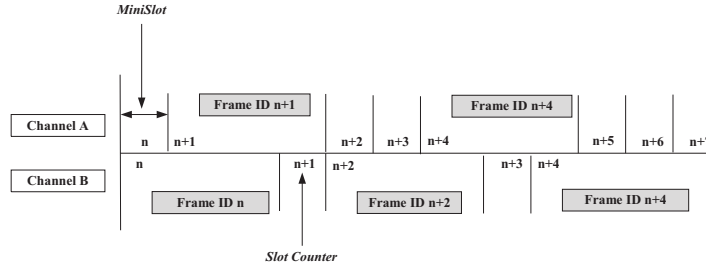 MiniSlot
Frame ID n+1
Frame ID n+4
Channel A
n
n+1
n+2
n+3
n+4
n+5
n+6
Channel B
n
n+1
n+2
n+3
n+4
Frame ID n
Frame ID n+2
Frame ID n+4
Slot Counter